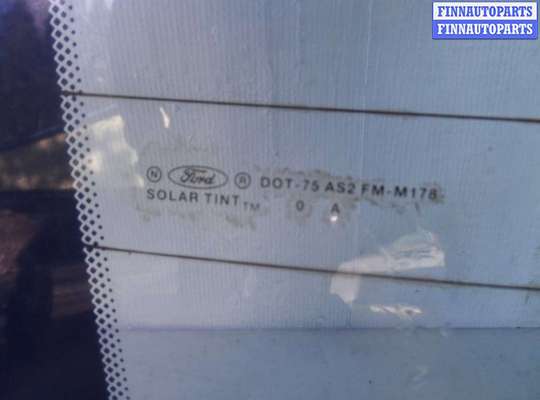 FINNAUTOPARTS
FINNAUTOPARTS
N Ford R DOT-75 AS2 FM-M178
SOLAR TINT TM 0 A